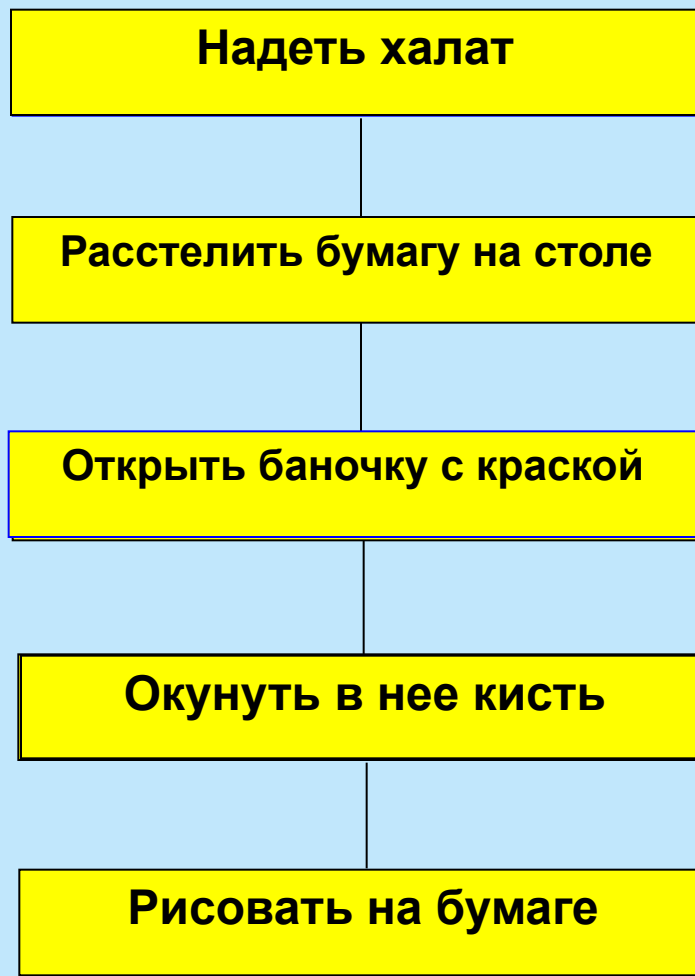 Надеть халат
Расстелить бумагу на столе
Открыть баночку с краской
Окунуть в нее кисть
Рисовать на бумаге